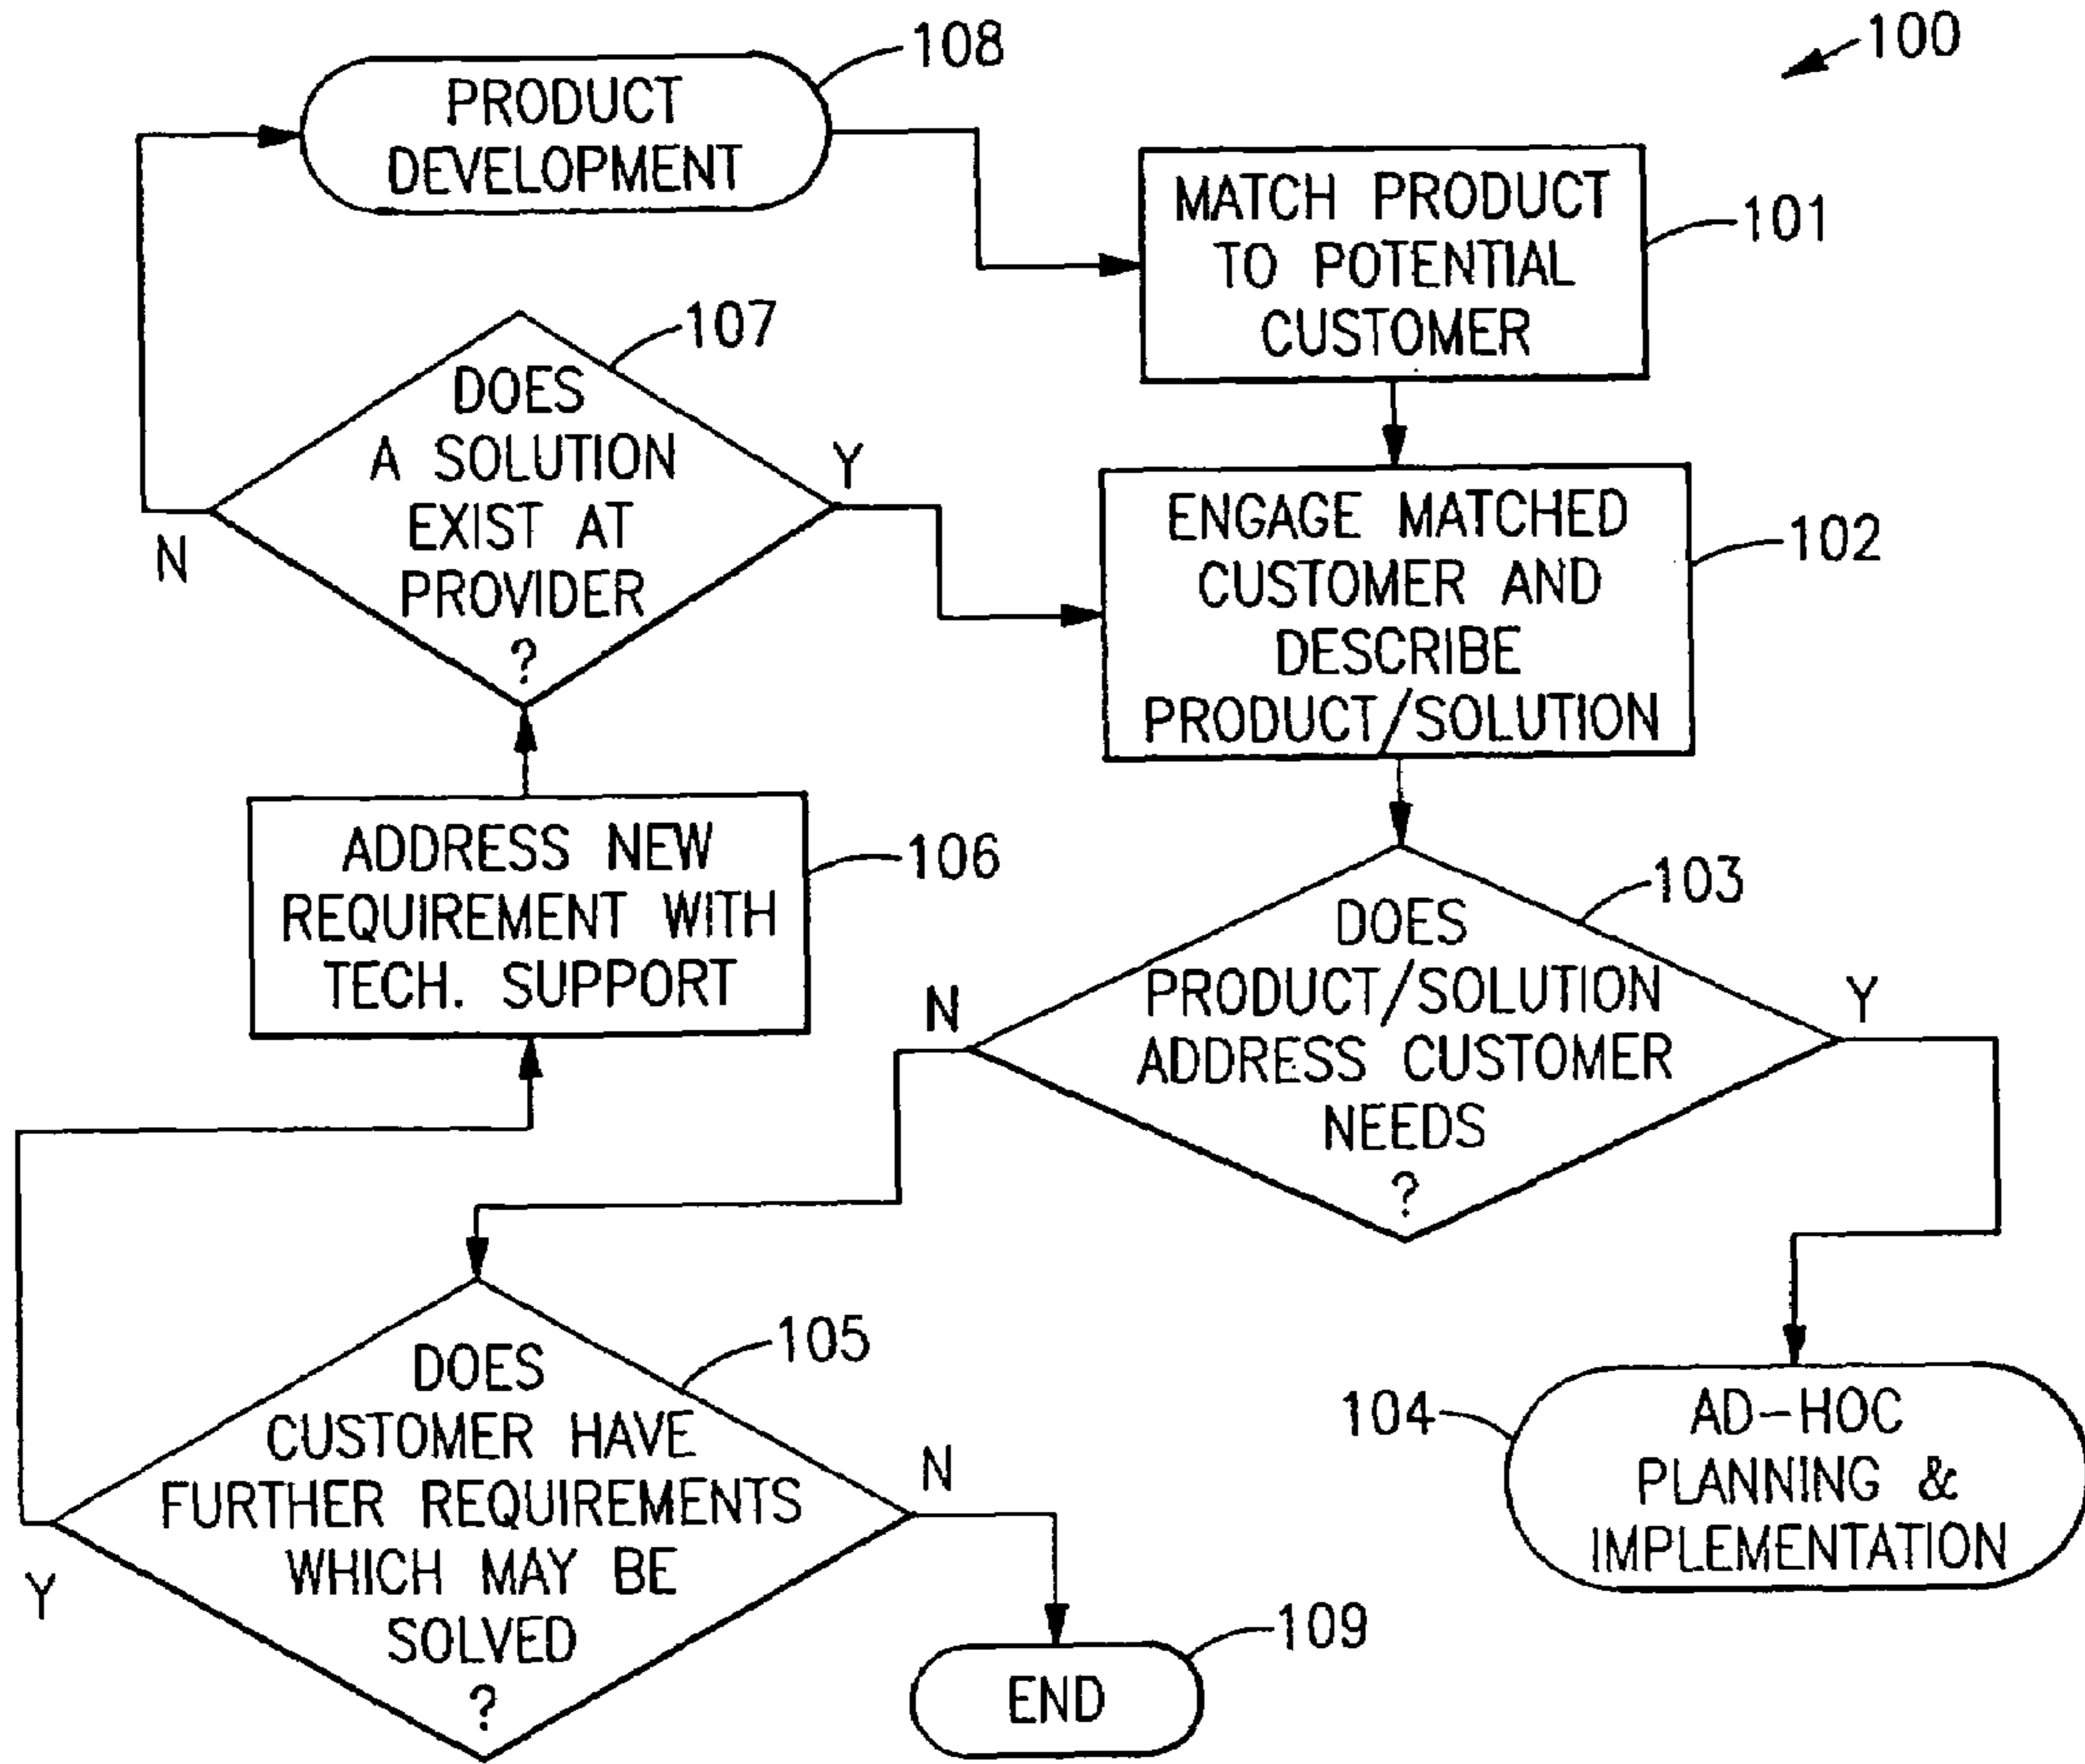 100
108
PRODUCT
DEVELOPMENT
MATCH PRODUCT
TO POTENTIAL
CUSTOMER
101
107
DOES
A SOLUTION
EXIST AT
PROVIDER
?
N
Y
ENGAGE MATCHED
CUSTOMER AND
DESCRIBE
PRODUCT/SOLUTION
102
ADDRESS NEW
REQUIREMENT WITH
TECH. SUPPORT
106
103
DOES
PRODUCT/SOLUTION
ADDRESS CUSTOMER
NEEDS
?
N
Y
105
DOES
CUSTOMER HAVE
FURTHER REQUIREMENTS
WHICH MAY BE
SOLVED
?
Y
N
104
AD-HOC
PLANNING &
IMPLEMENTATION
109
END